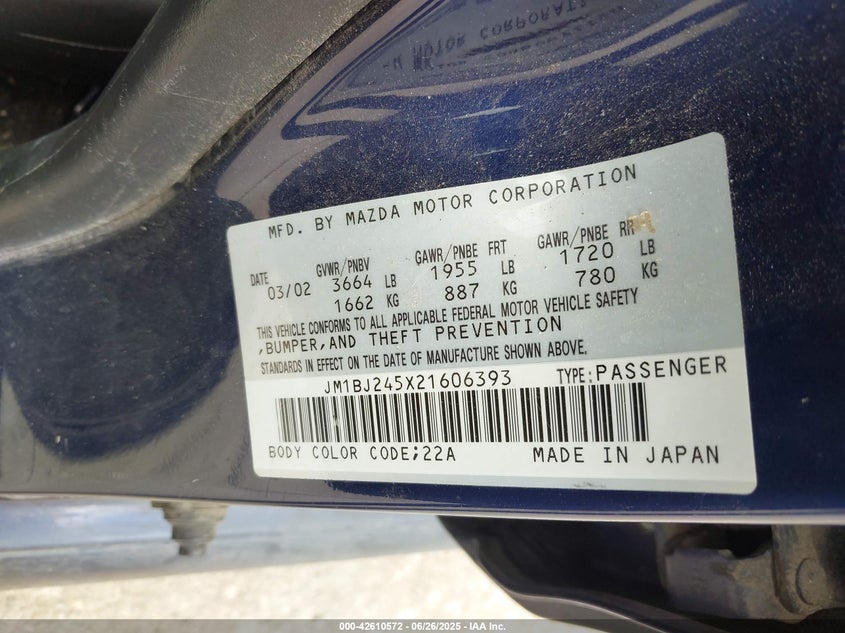 MFD. BY MAZDA MOTOR CORPORATION
DATE GVWR/PNBV GAWR/PNBE FRT GAWR/PNBE RR
03/02 3664 LB 1955 LB 1720 LB
1662 KG 887 KG 780 KG
THIS VEHICLE CONFORMS TO ALL APPLICABLE FEDERAL MOTOR VEHICLE SAFETY
,BUMPER,AND THEFT PREVENTION
STANDARDS IN EFFECT ON THE DATE OF MANUFACTURE SHOWN ABOVE.
JM1BJ245X21606393 TYPE:PASSENGER
BODY COLOR CODE;22A MADE IN JAPAN
000-42610572 - 06/26/2025 - IAA Inc.